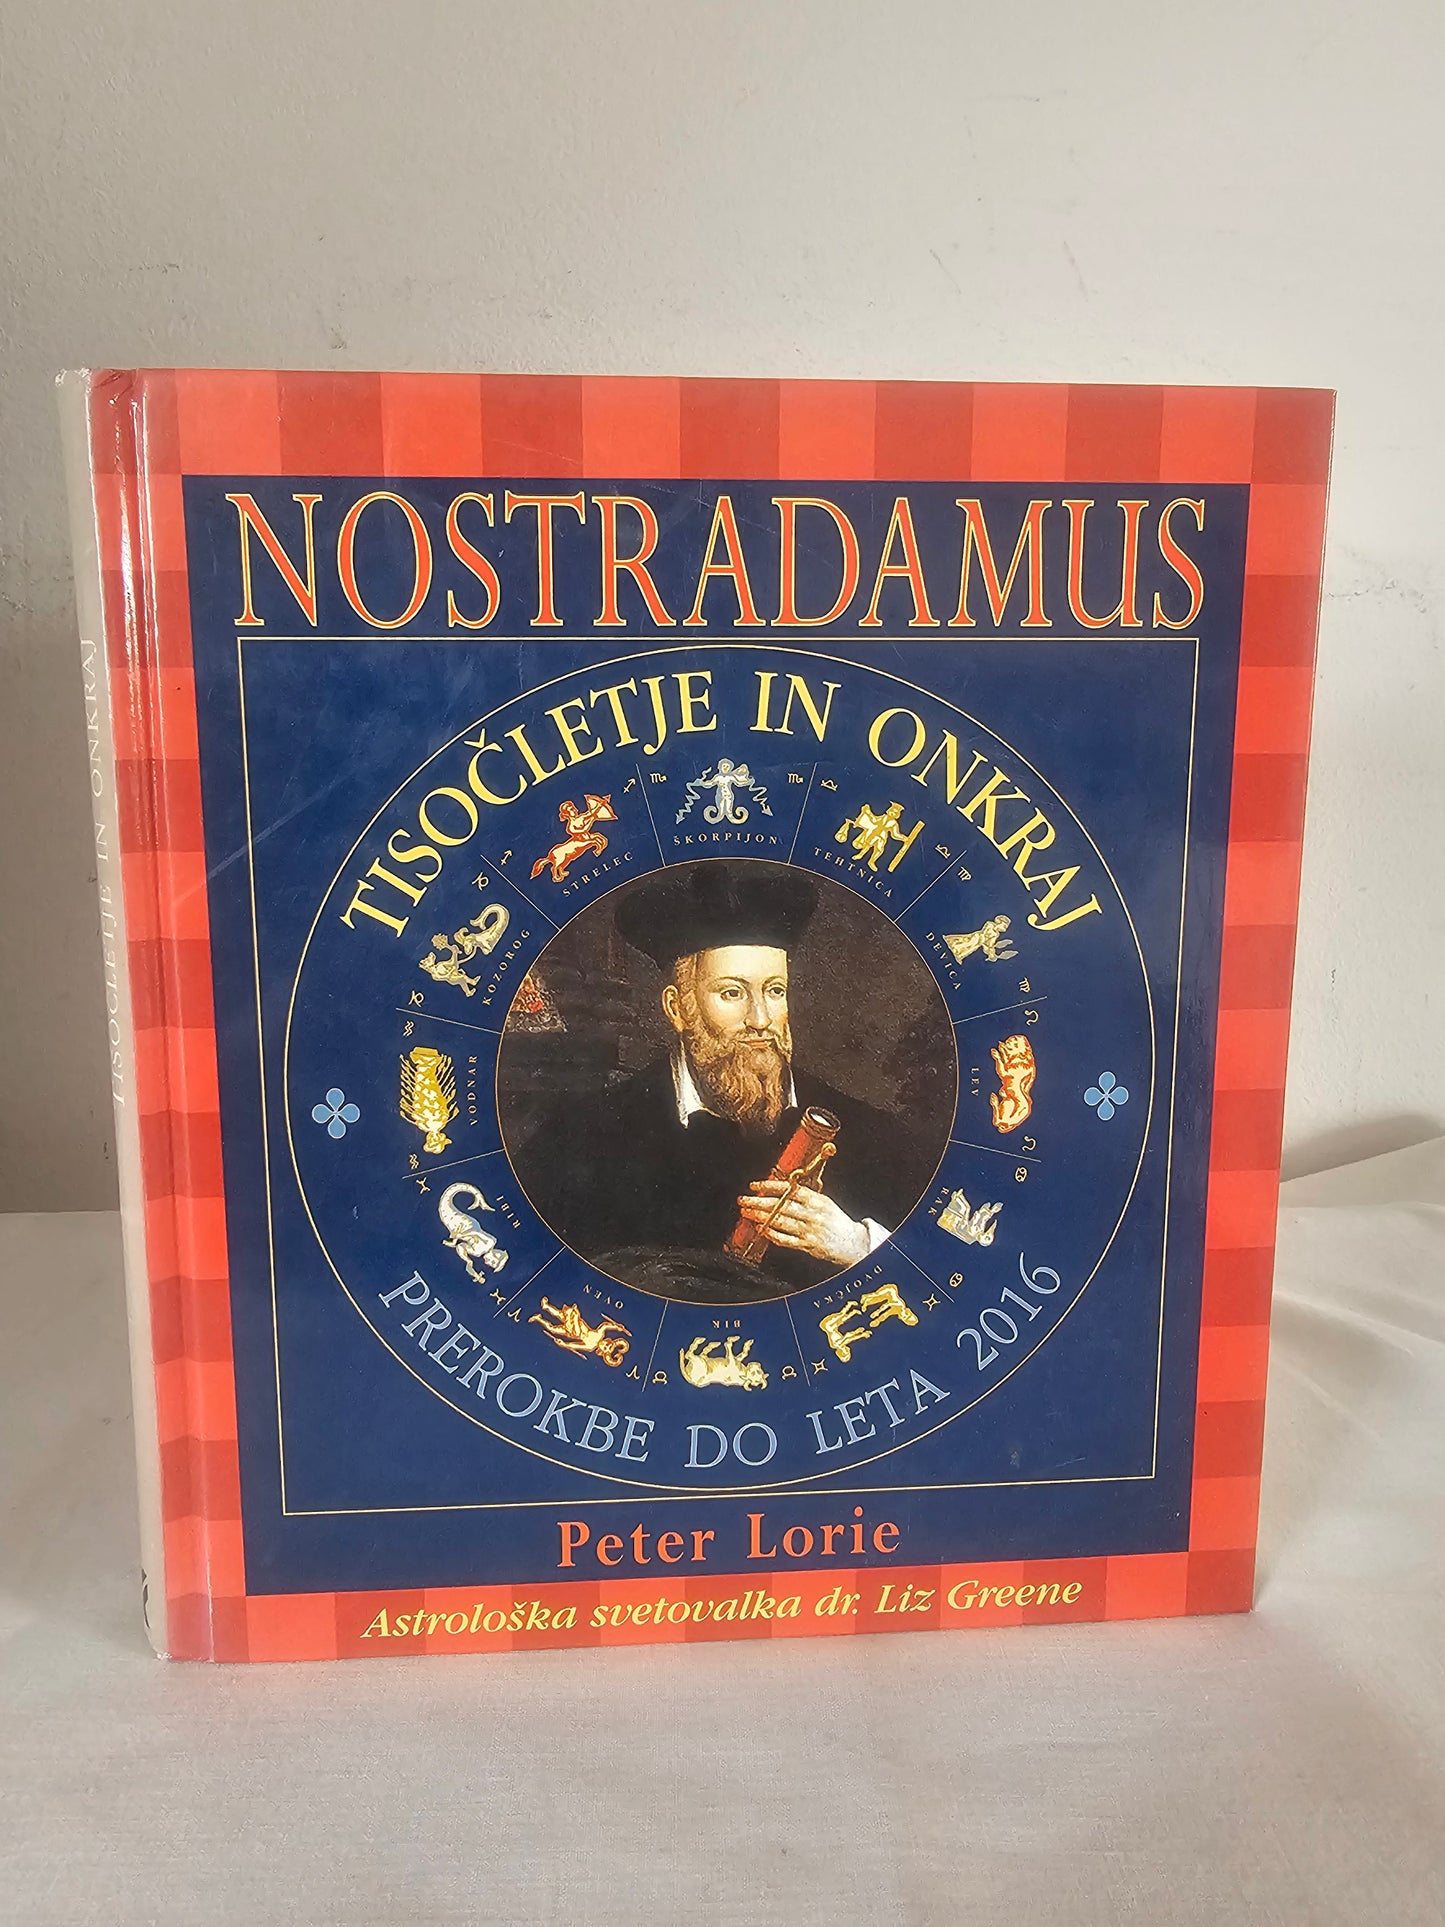 NOSTRADAMUS
TISOČLETJE IN ONKRAJ
ŠKORPIJON
TEHTNICA
DEVICA
LEV
RAK
DVOJČKA
BIK
OVEN
RIBI
VODNAR
KOZOROG
STRELEC
PREROKBE DO LETA 2016
Peter Lorie
Astrološka svetovalka dr. Liz Greene
TISOČLETJE IN ONKRAJ